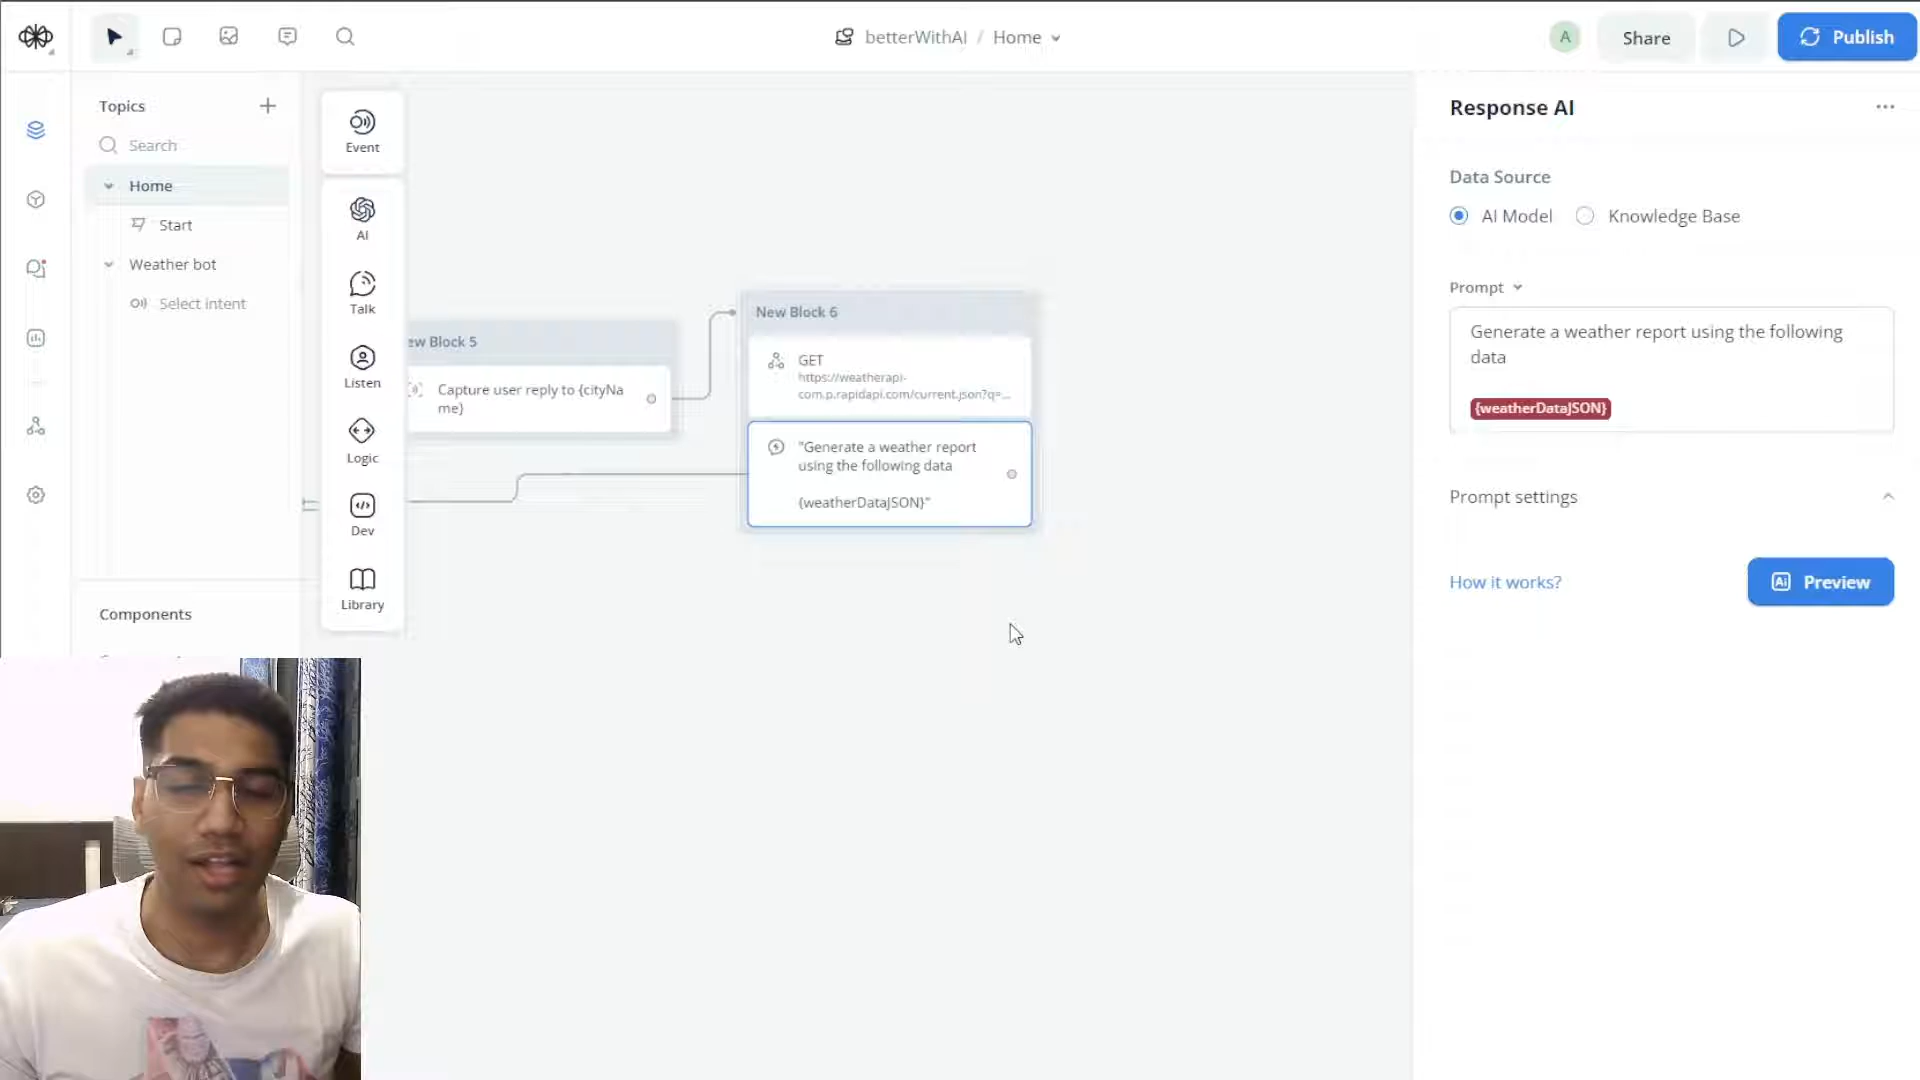 betterWithAI / Home
A
Share
Publish
Topics
Search
Home
Start
Weather bot
Select intent
Components
Event
AI
Talk
Listen
Logic
Dev
Library
ew Block 5
Capture user reply to {cityNa
me}
New Block 6
GET
https://weatherapi-
com.p.rapidapi.com/current.json?q=...
"Generate a weather report
using the following data
{weatherDataJSON}"
Response AI
Data Source
AI Model
Knowledge Base
Prompt
Generate a weather report using the following
data
{weatherDataJSON}
Prompt settings
How it works?
Ai Preview